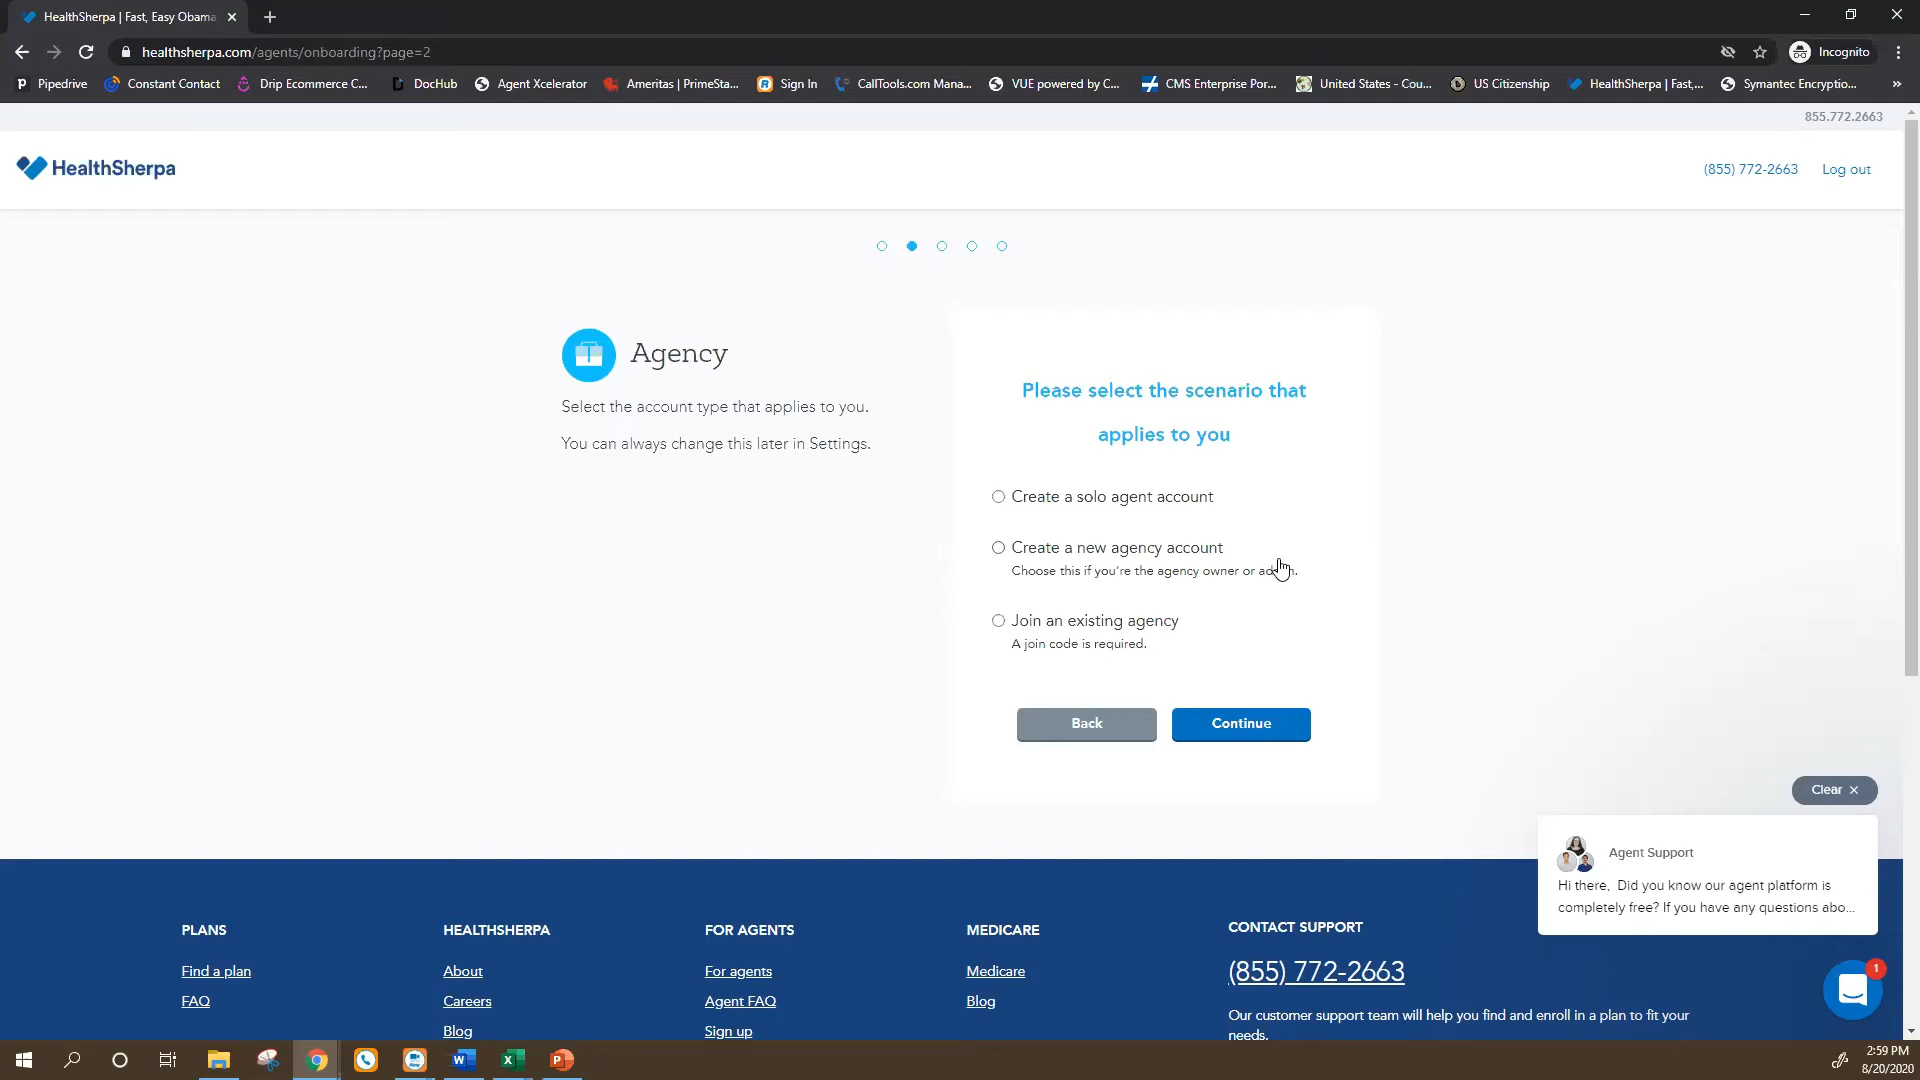 HealthSherpa | Fast, Easy Obama
healthsherpa.com/agents/onboarding?page=2
Incognito
Pipedrive
Constant Contact
Drip Ecommerce C...
DocHub
Agent Xcelerator
Ameritas | PrimeSta...
Sign In
CallTools.com Mana...
VUE powered by C...
CMS Enterprise Por...
United States - Cou...
US Citizenship
HealthSherpa | Fast,...
Symantec Encryptio...
»
855.772.2663
HealthSherpa
(855) 772-2663
Log out
Agency
Select the account type that applies to you.
You can always change this later in Settings.
Please select the scenario that
applies to you
Create a solo agent account
Create a new agency account
Choose this if you're the agency owner or
Join an existing agency
A join code is required.
Back
Continue
Clear ×
Agent Support
Hi there, Did you know our agent platform is
completely free? If you have any questions abo...
1
PLANS
Find a plan
FAQ
HEALTHSHERPA
About
Careers
Blog
FOR AGENTS
For agents
Agent FAQ
Sign up
MEDICARE
Medicare
Blog
CONTACT SUPPORT
(855) 772-2663
Our customer support team will help you find and enroll in a plan to fit your
needs.
2:59 PM
8/20/2020